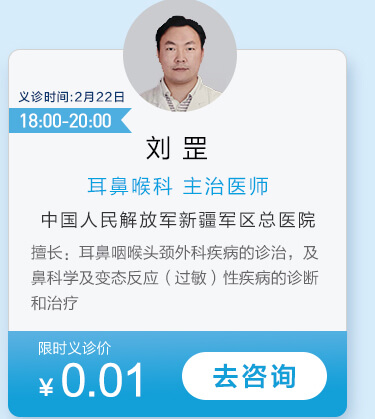 义诊时间:2月22日
18:00-20:00
刘 罡
耳鼻喉科 主治医师
中国人民解放军新疆军区总医院
擅长：耳鼻咽喉头颈外科疾病的诊治，及
鼻科学及变态反应（过敏）性疾病的诊断
和治疗
限时义诊价
¥ 0.01
去咨询